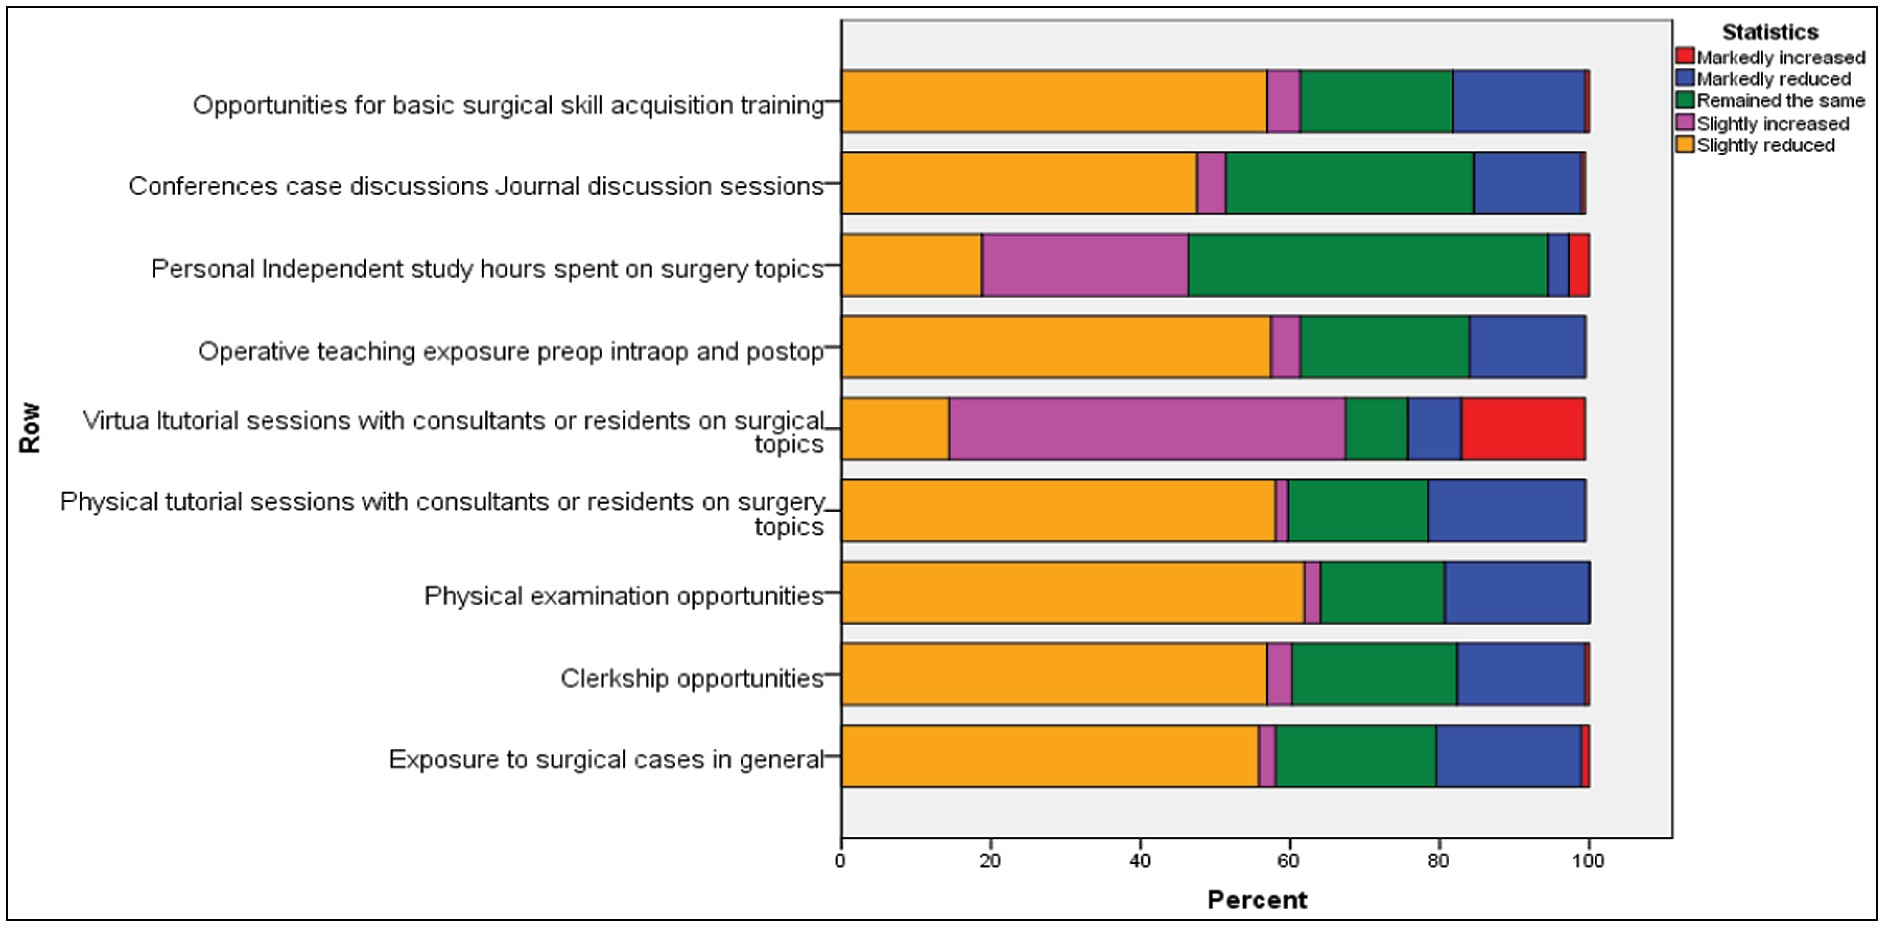 Statistics
Markedly increased
Markedly reduced
Remained the same
Slightly increased
Slightly reduced
Opportunities for basic surgical skill acquisition training
Conferences case discussions Journal discussion sessions
Personal Independent study hours spent on surgery topics
Operative teaching exposure preop intraop and postop
Virtua ltutorial sessions with consultants or residents on surgical
topics
Physical tutorial sessions with consultants or residents on surgery
topics
Physical examination opportunities
Clerkship opportunities
Exposure to surgical cases in general
Row
0 20 40 60 80 100
Percent